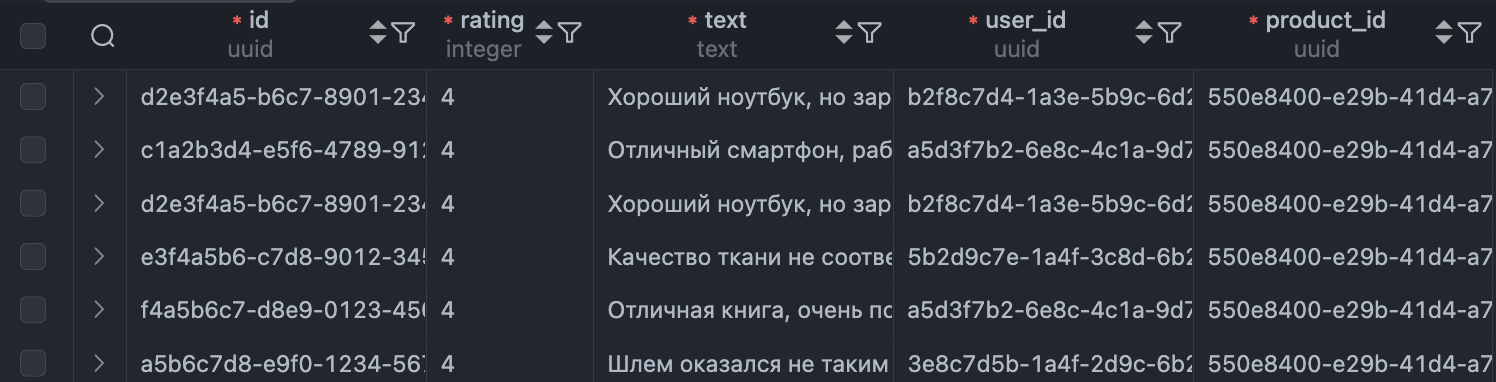 * id * rating * text * user_id * product_id
uuid integer text uuid uuid
d2e3f4a5-b6c7-8901-234 4 Хороший ноутбук, но зар b2f8c7d4-1a3e-5b9c-6d2 550e8400-e29b-41d4-a7
c1a2b3d4-e5f6-4789-912 4 Отличный смартфон, раб a5d3f7b2-6e8c-4c1a-9d7 550e8400-e29b-41d4-a7
d2e3f4a5-b6c7-8901-234 4 Хороший ноутбук, но зар b2f8c7d4-1a3e-5b9c-6d2 550e8400-e29b-41d4-a7
e3f4a5b6-c7d8-9012-345 4 Качество ткани не соотве 5b2d9c7e-1a4f-3c8d-6b2 550e8400-e29b-41d4-a7
f4a5b6c7-d8e9-0123-456 4 Отличная книга, очень по a5d3f7b2-6e8c-4c1a-9d7 550e8400-e29b-41d4-a7
a5b6c7d8-e9f0-1234-567 4 Шлем оказался не таким 3e8c7d5b-1a4f-2d9c-6b2 550e8400-e29b-41d4-a7